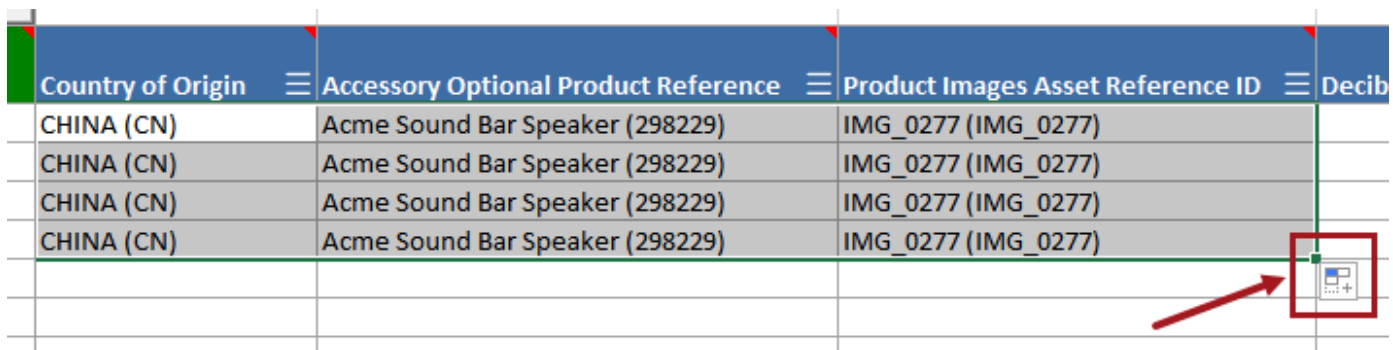 Country of Origin Accessory Optional Product Reference Product Images Asset Reference ID Decib
CHINA (CN) Acme Sound Bar Speaker (298229) IMG_0277 (IMG_0277)
CHINA (CN) Acme Sound Bar Speaker (298229) IMG_0277 (IMG_0277)
CHINA (CN) Acme Sound Bar Speaker (298229) IMG_0277 (IMG_0277)
CHINA (CN) Acme Sound Bar Speaker (298229) IMG_0277 (IMG_0277)